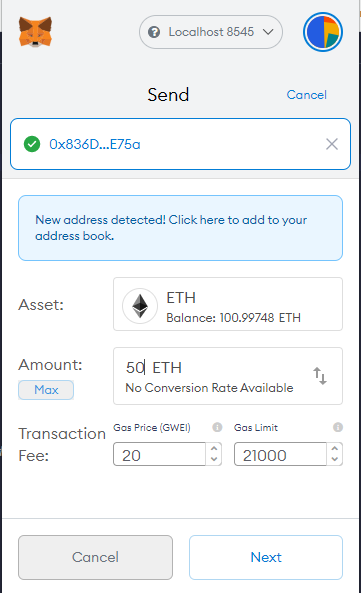 Localhost 8545
Send
Cancel
0x836D...E75a
New address detected! Click here to add to your
address book.
Asset:
ETH
Balance: 100.99748 ETH
Amount:
Max
50 ETH
No Conversion Rate Available
Transaction
Fee:
Gas Price (GWEI)
Gas Limit
20
21000
Cancel
Next